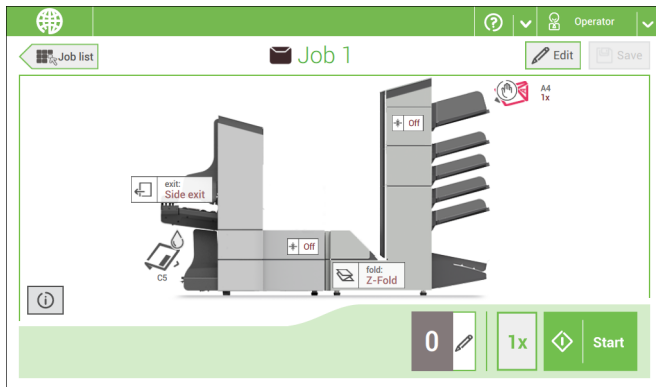 Operator
Job list
Job 1
Edit
Save
A4
1x
Off
exit:
Side exit
Off
fold:
Z-Fold
C5
0
1x
Start